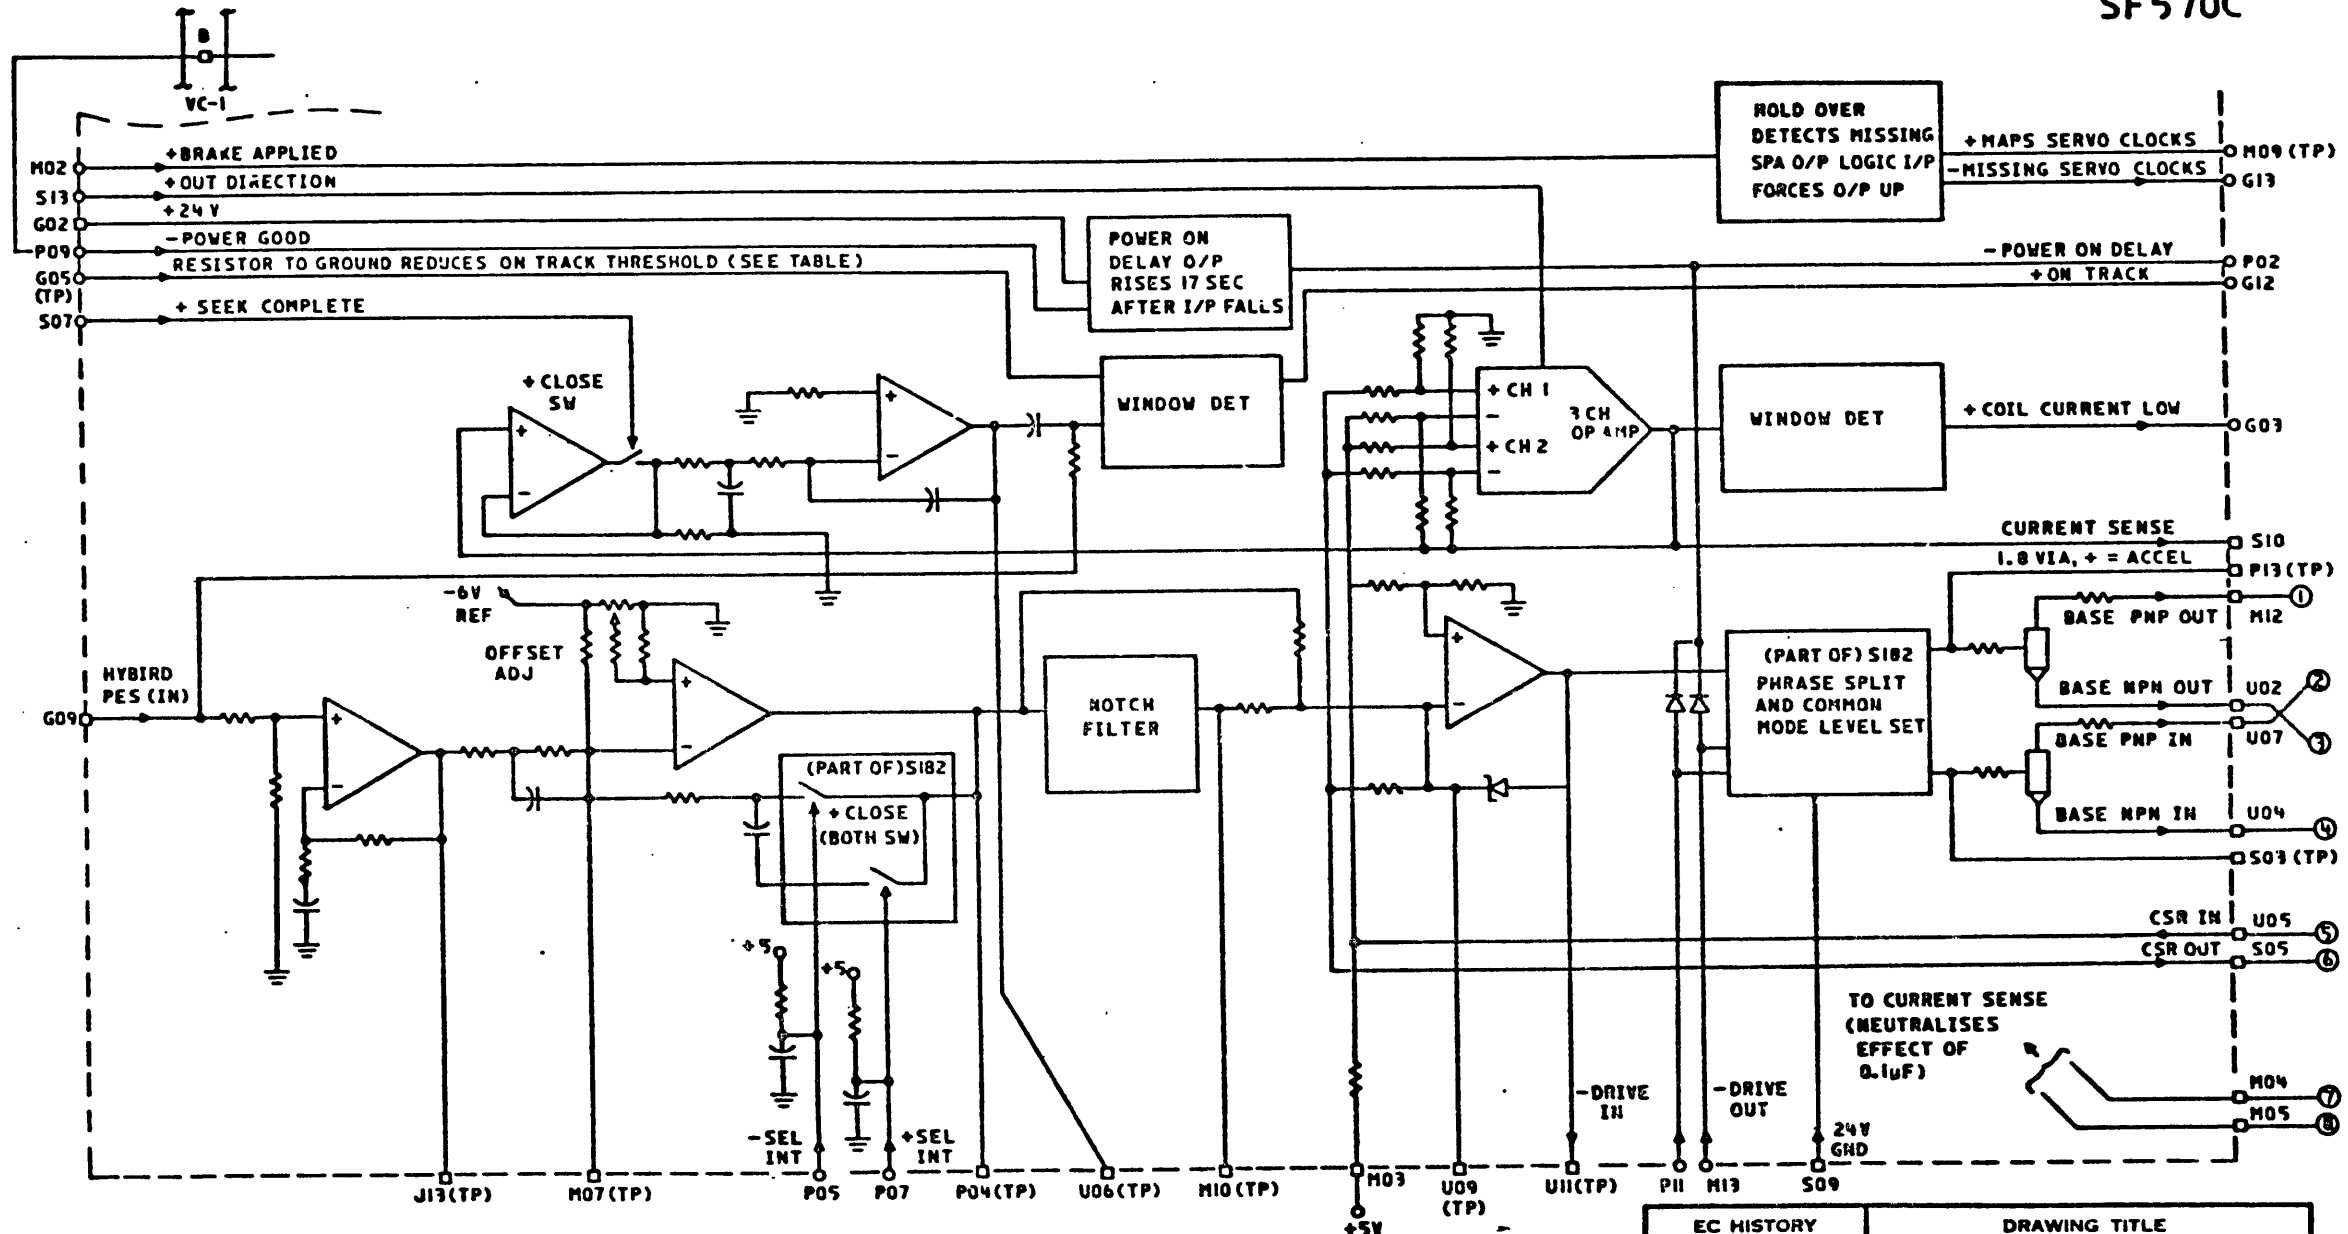 SF570C
B
VC-1
M02
+BRAKE APPLIED
S13
+OUT DIRECTION
G02
+24 V
P09
-POWER GOOD
G05
(TP)
RESISTOR TO GROUND REDUCES ON TRACK THRESHOLD (SEE TABLE)
S07
+ SEEK COMPLETE
HOLD OVER
DETECTS MISSING
SPA O/P LOGIC I/P
FORCES O/P UP
+MAPS SERVO CLOCKS
M09 (TP)
-MISSING SERVO CLOCKS
G13
POWER ON
DELAY O/P
RISES 17 SEC
AFTER I/P FALLS
-POWER ON DELAY
P02
+ON TRACK
G12
+CLOSE
SW
+
-
+
-
WINDOW DET
+ CH 1
-
+ CH 2
-
3 CH
OP AMP
WINDOW DET
+COIL CURRENT LOW
G03
CURRENT SENSE
S10
1.8 V/A, + = ACCEL
P13(TP)
-6V
REF
OFFSET
ADJ
HYBIRD
PES (IN)
G09
+
-
+
-
NOTCH
FILTER
+
-
(PART OF) S182
PHRASE SPLIT
AND COMMON
MODE LEVEL SET
BASE PNP OUT
M12
1
BASE NPN OUT
U02
2
BASE PNP IN
U07
3
BASE NPN IN
U04
4
S03 (TP)
(PART OF)S182
+CLOSE
(BOTH SW)
+5
+5
CSR IN
U05
5
CSR OUT
S05
6
TO CURRENT SENSE
(NEUTRALISES
EFFECT OF
0.1uF)
M04
7
M05
8
-SEL
INT
+SEL
INT
-DRIVE
IN
-DRIVE
OUT
24V
GND
J13(TP)
M07(TP)
P05
P07
P04(TP)
U06(TP)
M10(TP)
M03
+5V
U09
(TP)
U11(TP)
P11
M13
S09
EC HISTORY
DRAWING TITLE